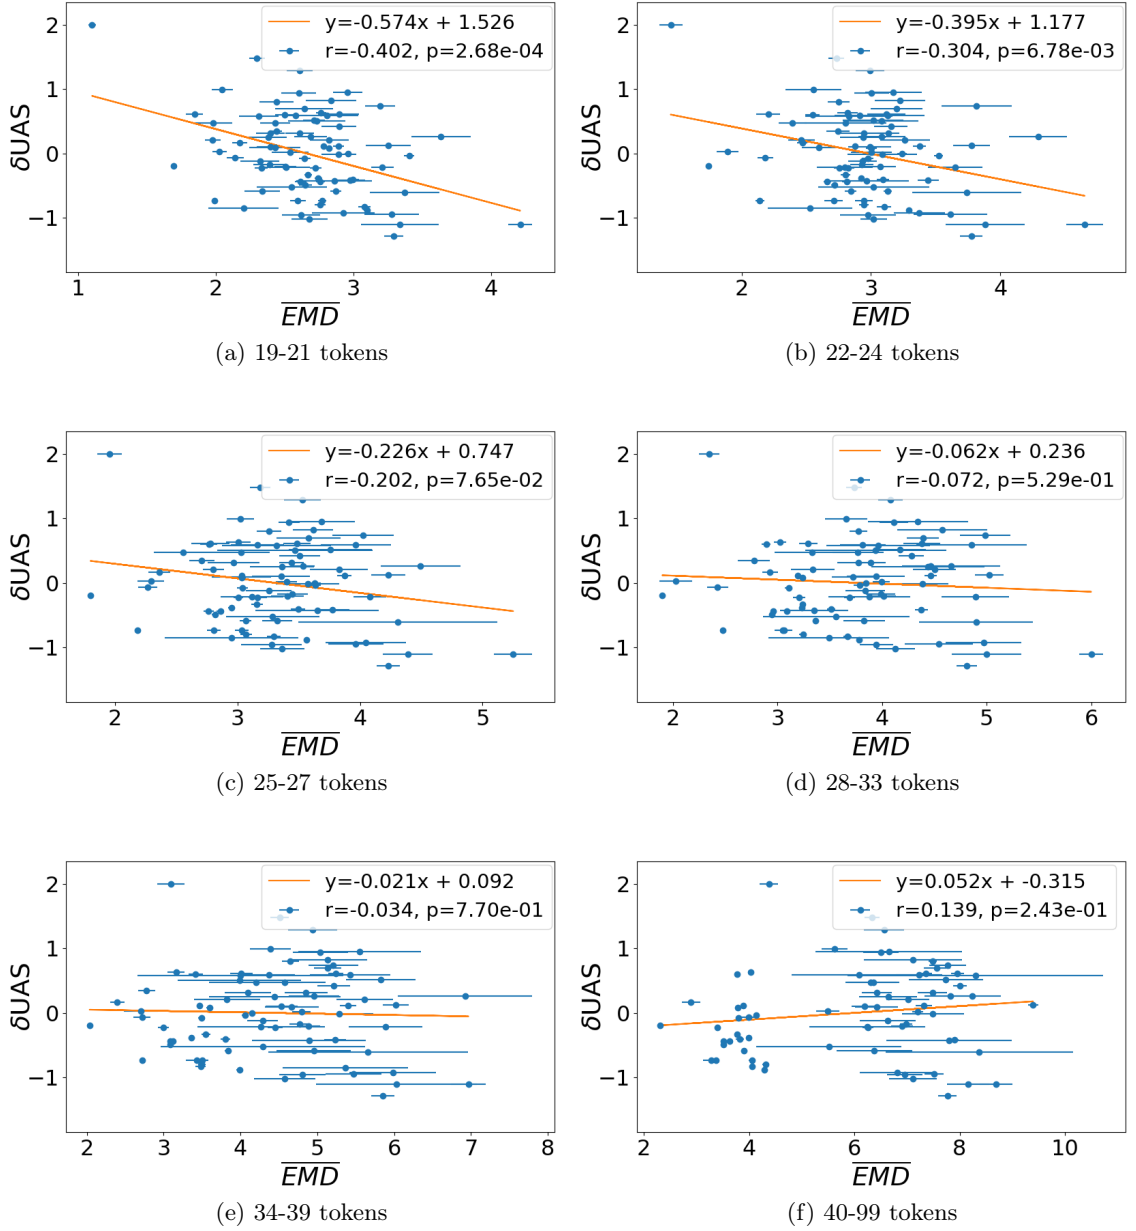 y=-0.574x + 1.526
r=-0.402, p=2.68e-04
2
1
0
−1
δUAS
1 2 3 4
EMD
(a) 19-21 tokens
y=-0.395x + 1.177
r=-0.304, p=6.78e-03
2
1
0
−1
δUAS
2 3 4
EMD
(b) 22-24 tokens
y=-0.226x + 0.747
r=-0.202, p=7.65e-02
2
1
0
−1
δUAS
2 3 4 5
EMD
(c) 25-27 tokens
y=-0.062x + 0.236
r=-0.072, p=5.29e-01
2
1
0
−1
δUAS
2 3 4 5 6
EMD
(d) 28-33 tokens
y=-0.021x + 0.092
r=-0.034, p=7.70e-01
2
1
0
−1
δUAS
2 3 4 5 6 7 8
EMD
(e) 34-39 tokens
y=0.052x + -0.315
r=0.139, p=2.43e-01
2
1
0
−1
δUAS
2 4 6 8 10
EMD
(f) 40-99 tokens